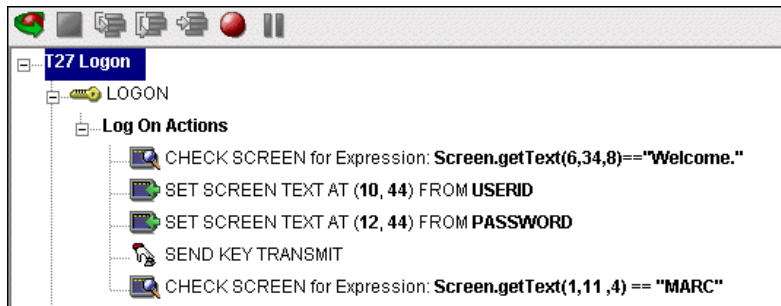 T27 Logon
LOGON
Log On Actions
CHECK SCREEN for Expression: Screen.getText(6,34,8)=="Welcome."
SET SCREEN TEXT AT (10, 44) FROM USERID
SET SCREEN TEXT AT (12, 44) FROM PASSWORD
SEND KEY TRANSMIT
CHECK SCREEN for Expression: Screen.getText(1,11 ,4) == "MARC"